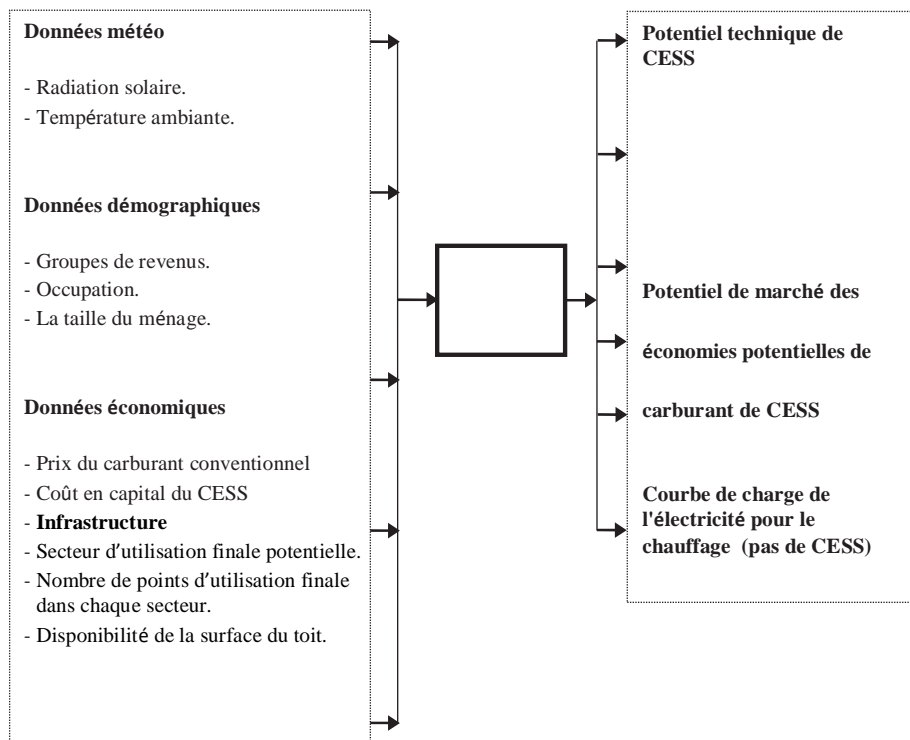 Données météo
- Radiation solaire.
- Température ambiante.
Données démographiques
- Groupes de revenus.
- Occupation.
- La taille du ménage.
Données économiques
- Prix du carburant conventionnel
- Coût en capital du CESS
- Infrastructure
- Secteur d’utilisation finale potentielle.
- Nombre de points d’utilisation finale
dans chaque secteur.
- Disponibilité de la surface du toit.
Potentiel technique de
CESS
Potentiel de marché des
économies potentielles de
carburant de CESS
Courbe de charge de
l'électricité pour le
chauffage (pas de CESS)